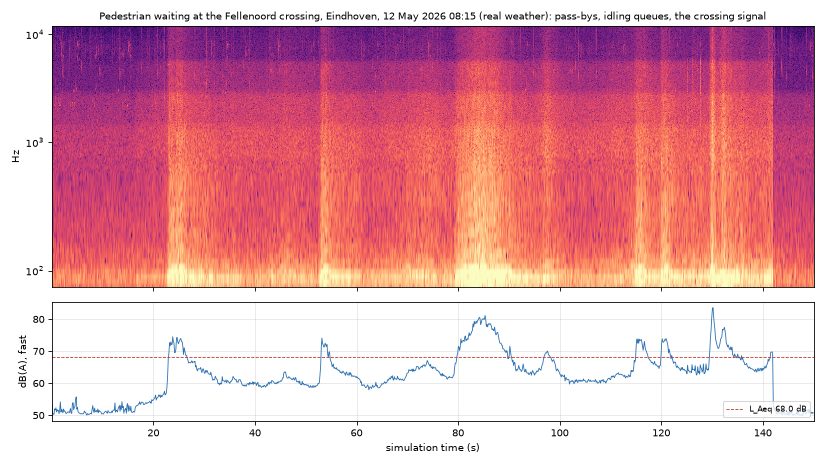 Pedestrian waiting at the Fellenoord crossing, Eindhoven, 12 May 2026 08:15 (real weather): pass-bys, idling queues, the crossing signal
10⁴
10³
10²
Hz
80
70
60
50
dB(A), fast
L_Aeq 68.0 dB
20 40 60 80 100 120 140
simulation time (s)